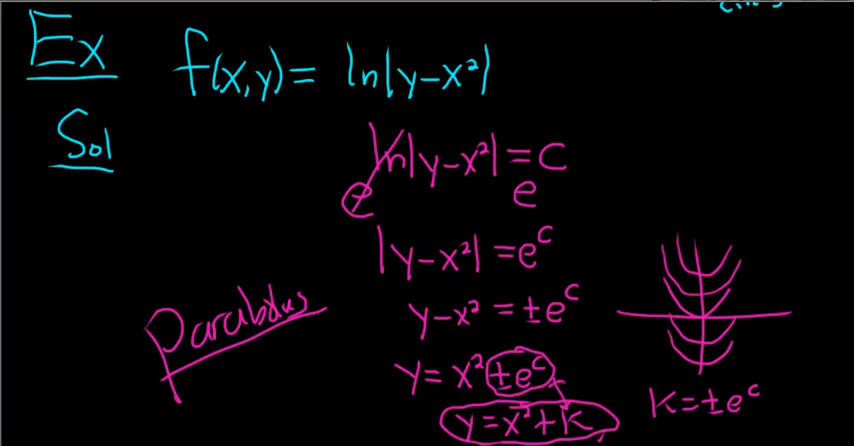 Ex f(x,y) = ln|y-x²|
Sol
ln|y-x²| = c
e e
|y-x²| = e^c
y-x² = ±e^c
Parabolas
y = x² ±e^c
y = x² + k
k = ±e^c